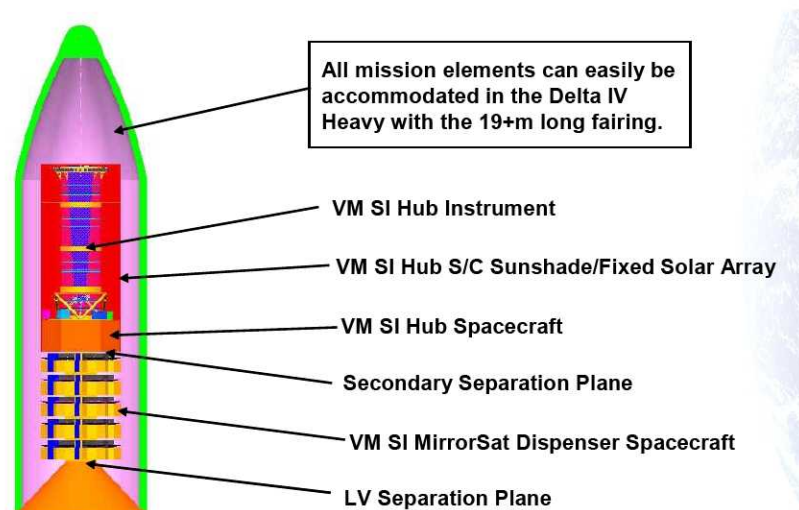 All mission elements can easily be
accommodated in the Delta IV
Heavy with the 19+m long fairing.
VM SI Hub Instrument
VM SI Hub S/C Sunshade/Fixed Solar Array
VM SI Hub Spacecraft
Secondary Separation Plane
VM SI MirrorSat Dispenser Spacecraft
LV Separation Plane